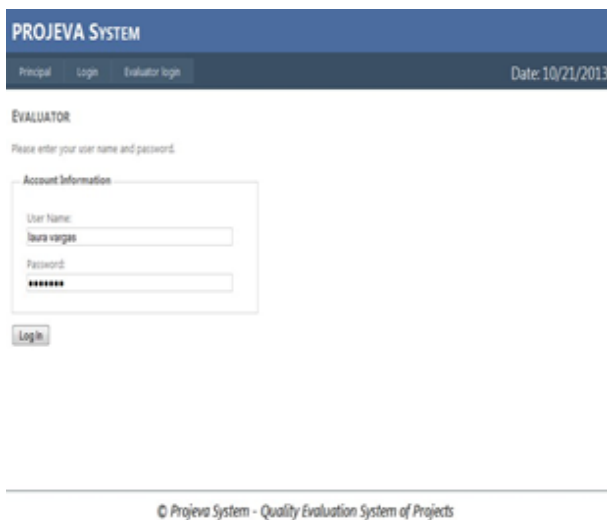 PROJEVA SYSTEM
Principal Login Evaluator login Date: 10/21/2013
EVALUATOR
Please enter your user name and password.
Account Information
User Name:
laura vargas
Password:
•••••••
Log In
© Projeva System - Quality Evaluation System of Projects